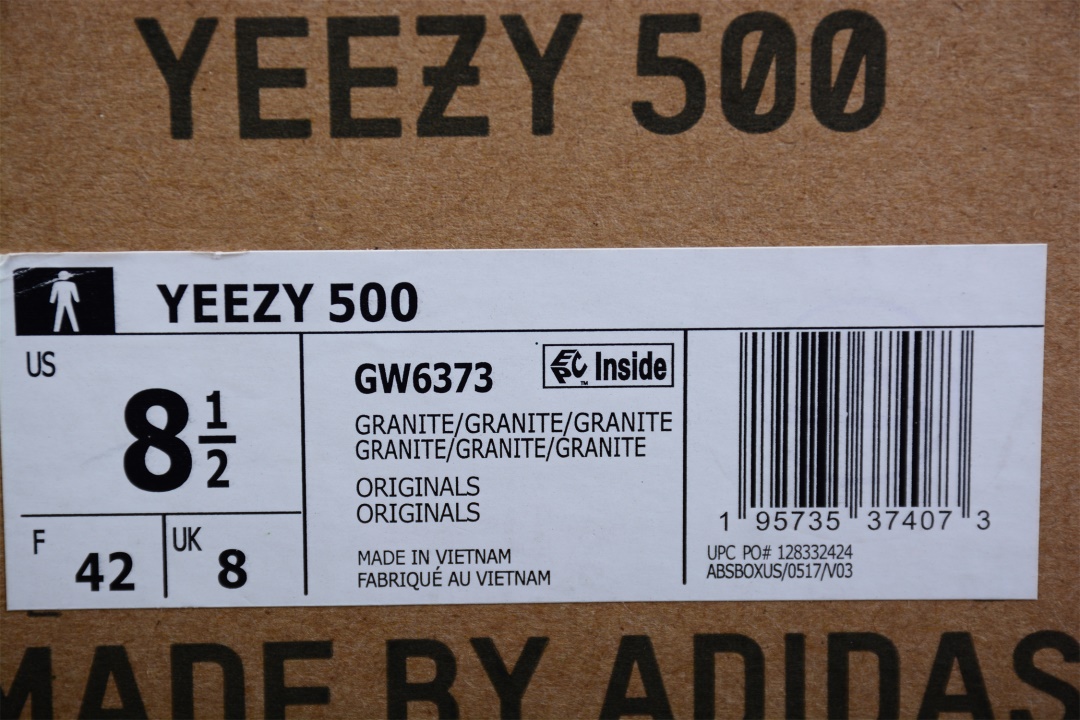 YEEZY 500
YEEZY 500
US
8 1/2
F
42
UK
8
GW6373
EPC Inside
™
GRANITE/GRANITE/GRANITE
GRANITE/GRANITE/GRANITE
ORIGINALS
ORIGINALS
MADE IN VIETNAM
FABRIQUÉ AU VIETNAM
1 95735 37407 3
UPC PO# 128332424
ABSBOXUS/0517/V03
MADE BY ADIDAS